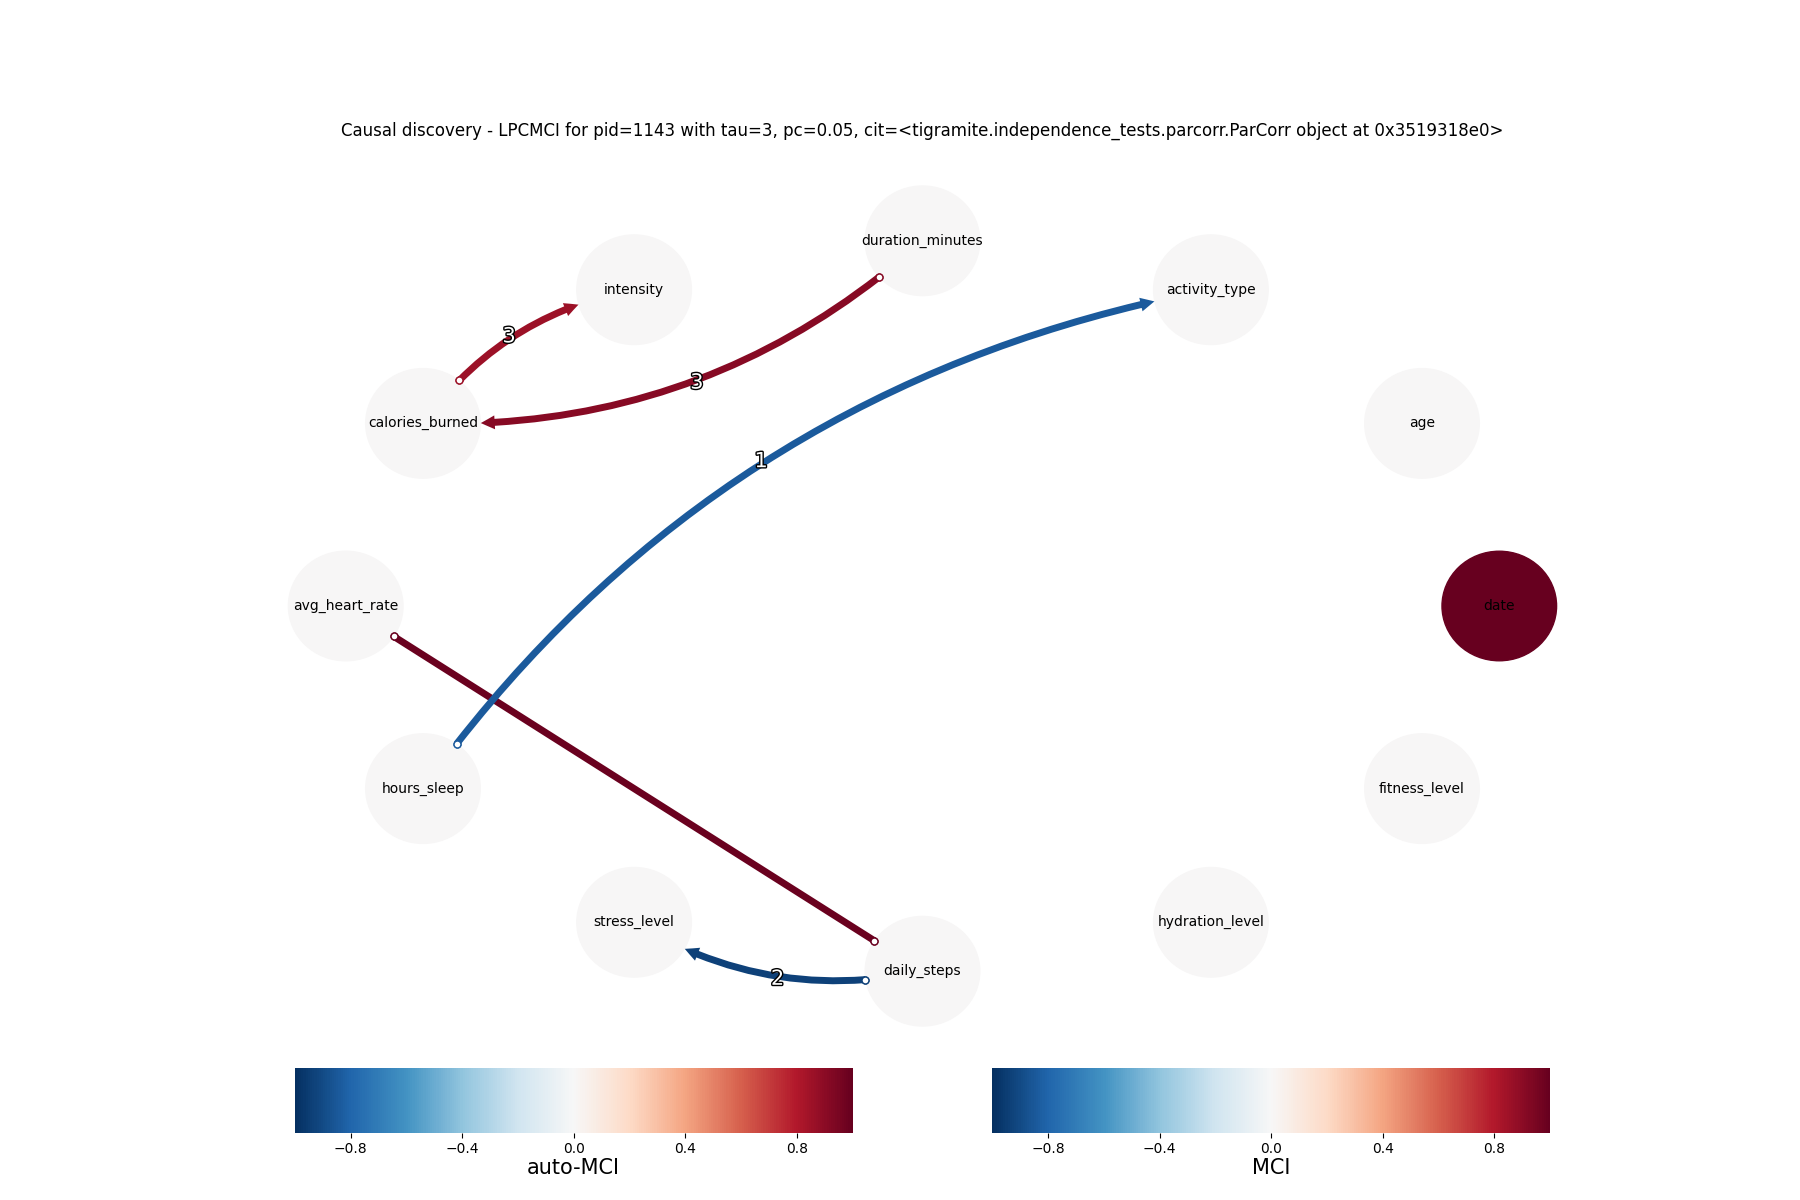 Causal discovery - LPCMCI for pid=1143 with tau=3, pc=0.05, cit=<tigramite.independence_tests.parcorr.ParCorr object at 0x3519318e0>
duration_minutes
intensity
activity_type
3
3
calories_burned
age
1
avg_heart_rate
date
hours_sleep
fitness_level
stress_level
hydration_level
daily_steps
2
−0.8 −0.4 0.0 0.4 0.8
auto-MCI
−0.8 −0.4 0.0 0.4 0.8
MCI